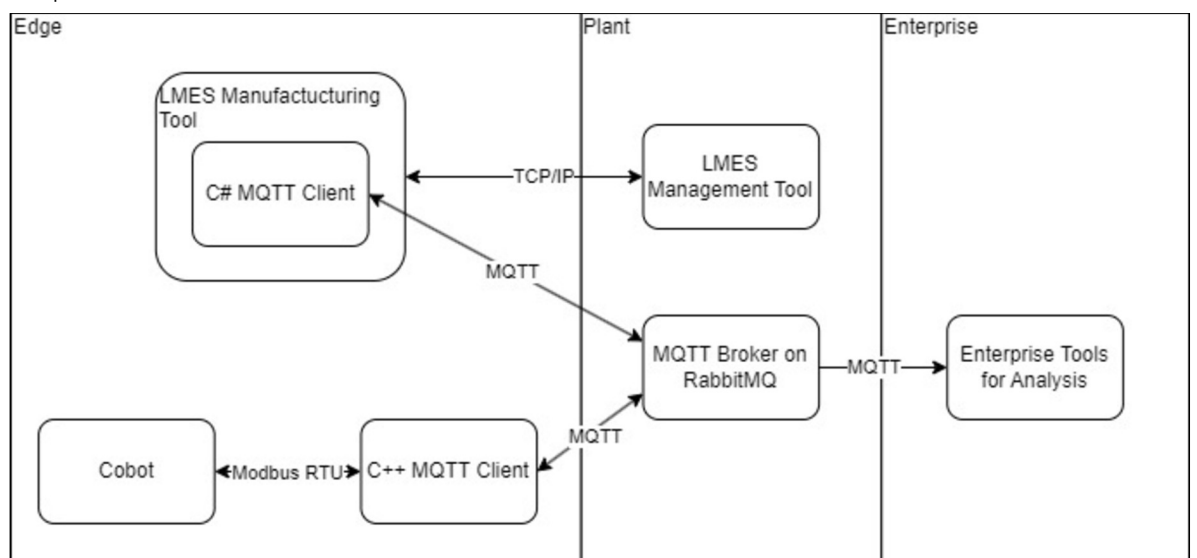 Edge
Plant
Enterprise
LMES Manufactucturing
Tool
C# MQTT Client
TCP/IP
LMES
Management Tool
MQTT
MQTT Broker on
RabbitMQ
MQTT
Enterprise Tools
for Analysis
MQTT
Cobot
Modbus RTU
C++ MQTT Client